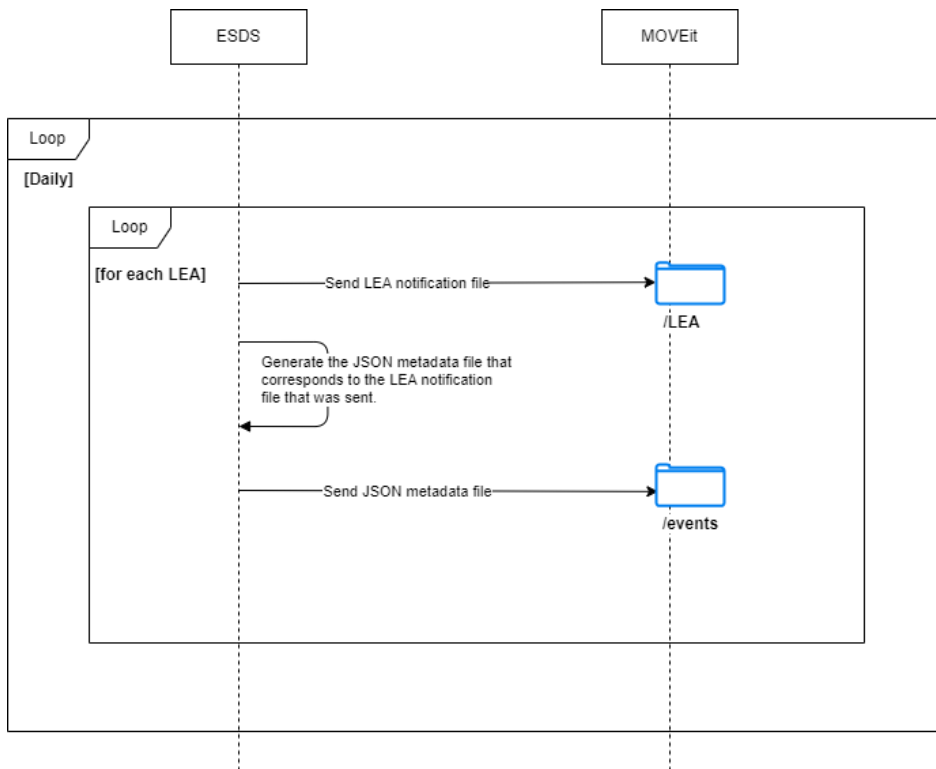 ESDS
MOVEit
Loop
[Daily]
Loop
[for each LEA]
Send LEA notification file
/LEA
Generate the JSON metadata file that
corresponds to the LEA notification
file that was sent.
Send JSON metadata file
/events